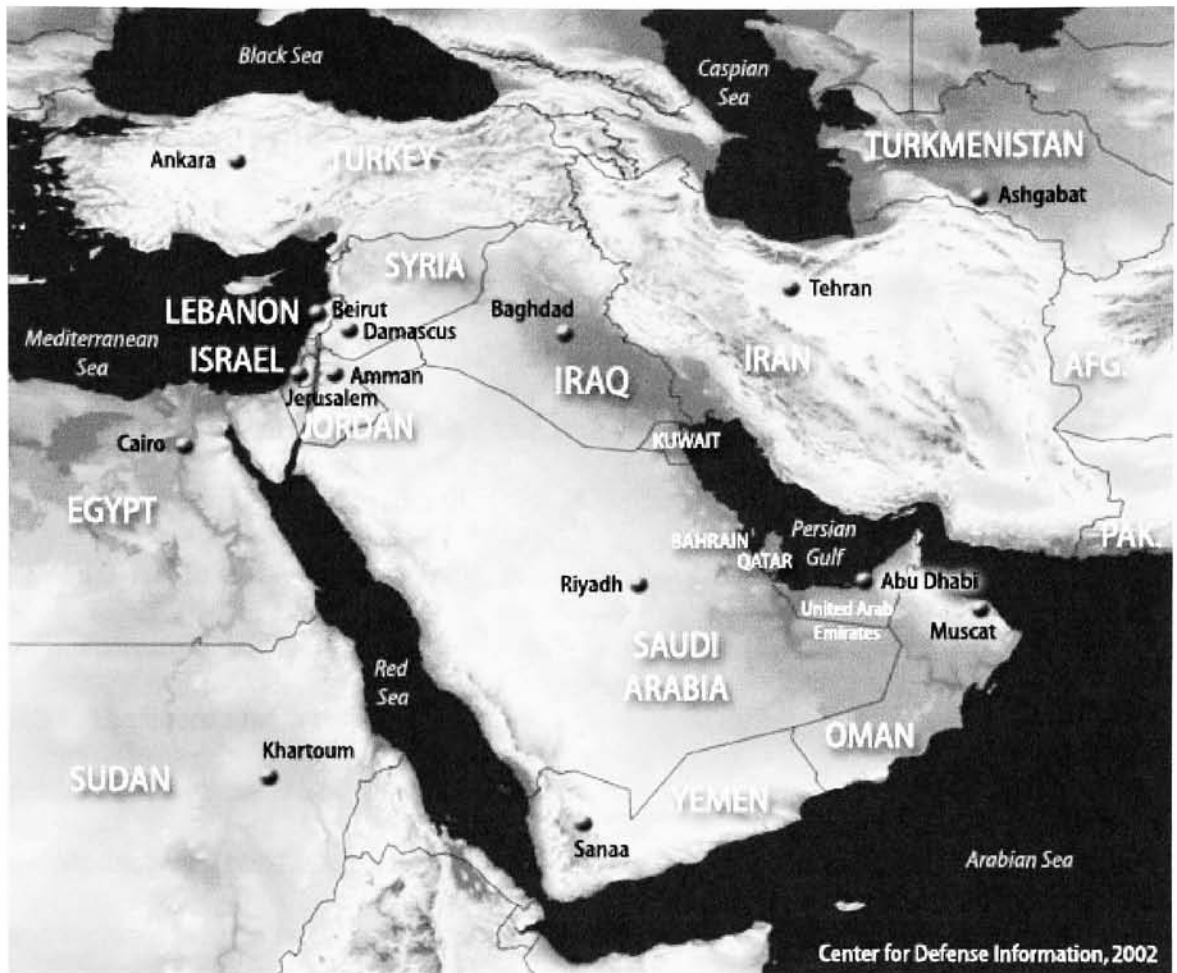 Black Sea
Caspian
Sea
TURKMENISTAN
Ankara
TURKEY
Ashgabat
SYRIA
Tehran
LEBANON
Beirut
Baghdad
Damascus
Mediterranean
Sea
ISRAEL
IRAN
AFG.
Amman
IRAQ
Jerusalem
JORDAN
Cairo
KUWAIT
EGYPT
Persian
Gulf
PAK.
BAHRAIN
QATAR
Riyadh
Abu Dhabi
United Arab
Emirates
Muscat
SAUDI
ARABIA
Red
Sea
OMAN
Khartoum
SUDAN
YEMEN
Sanaa
Arabian Sea
Center for Defense Information, 2002